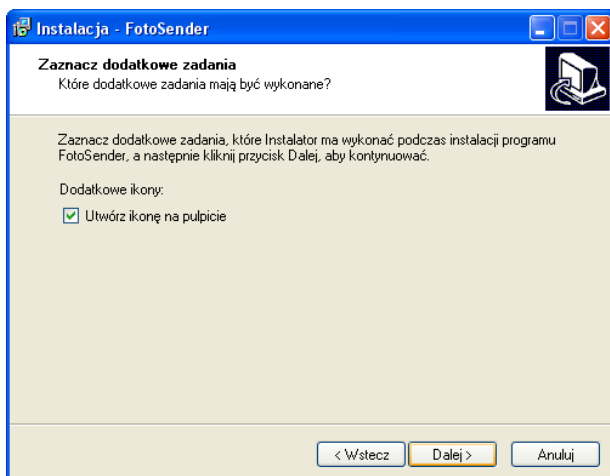 Instalacja - FotoSender
Zaznacz dodatkowe zadania
Które dodatkowe zadania mają być wykonane?
Zaznacz dodatkowe zadania, które Instalator ma wykonać podczas instalacji programu
FotoSender, a następnie kliknij przycisk Dalej, aby kontynuować.
Dodatkowe ikony:
Utwórz ikonę na pulpicie
< Wstecz Dalej > Anuluj